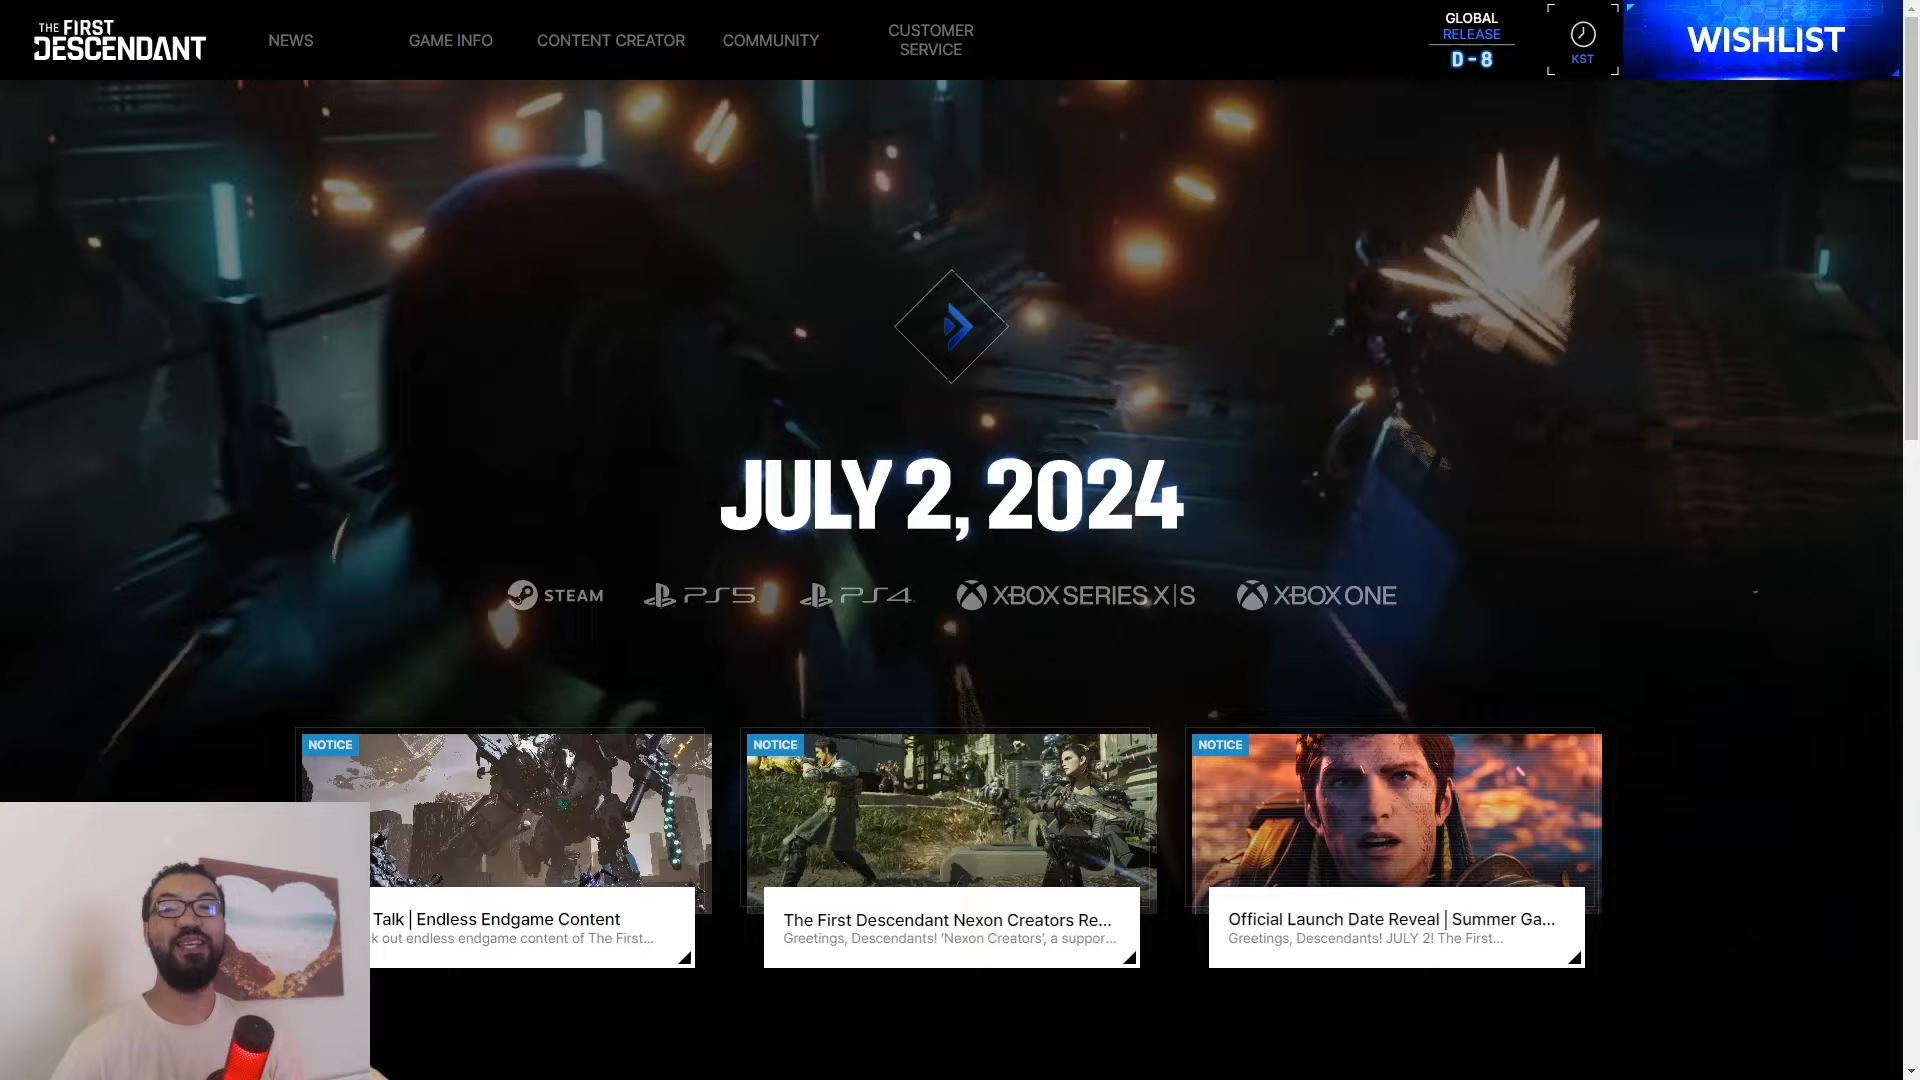 THE FIRST
DESCENDANT
NEWS
GAME INFO
CONTENT CREATOR
COMMUNITY
CUSTOMER
SERVICE
GLOBAL
RELEASE
D-8
KST
WISHLIST
JULY 2, 2024
STEAM
PS5
PS4
XBOX SERIES X|S
XBOX ONE
NOTICE
Talk | Endless Endgame Content
out endless endgame content of The First...
NOTICE
The First Descendant Nexon Creators Re...
Greetings, Descendants! ‘Nexon Creators’, a suppor...
NOTICE
Official Launch Date Reveal | Summer Ga...
Greetings, Descendants! JULY 2! The First...